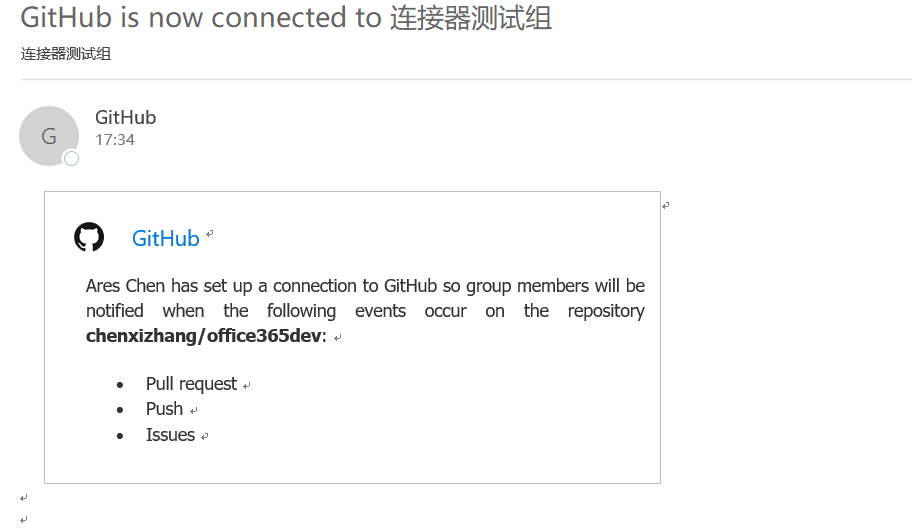 GitHub is now connected to 连接器测试组
连接器测试组
G
GitHub
17:34
GitHub
Ares Chen has set up a connection to GitHub so group members will be
notified when the following events occur on the repository
chenxizhang/office365dev:
• Pull request
• Push
• Issues